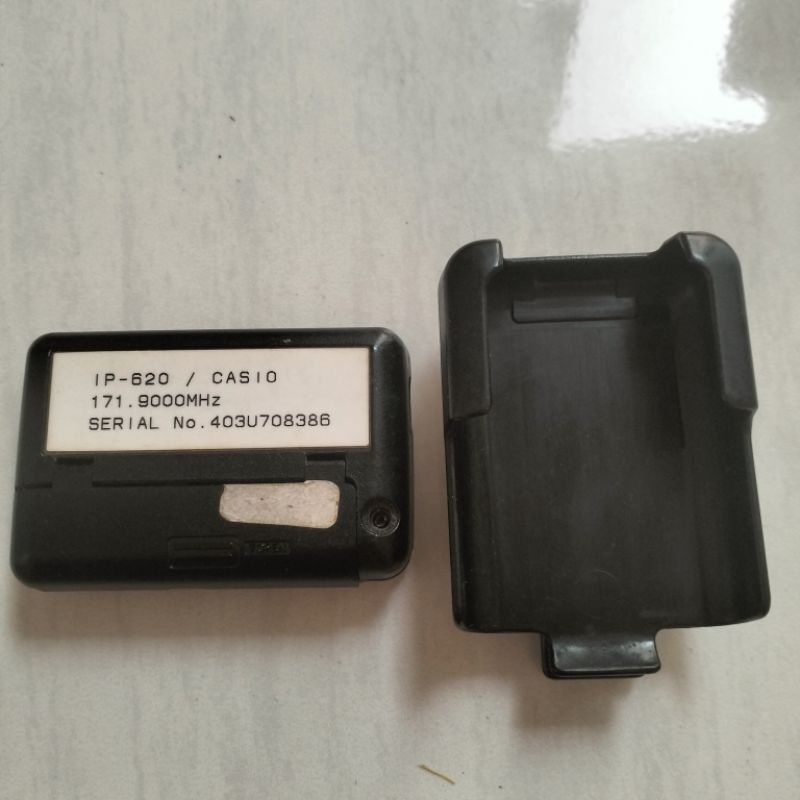 IP-620 / CASIO
171.9000MHz
SERIAL No.403U708386